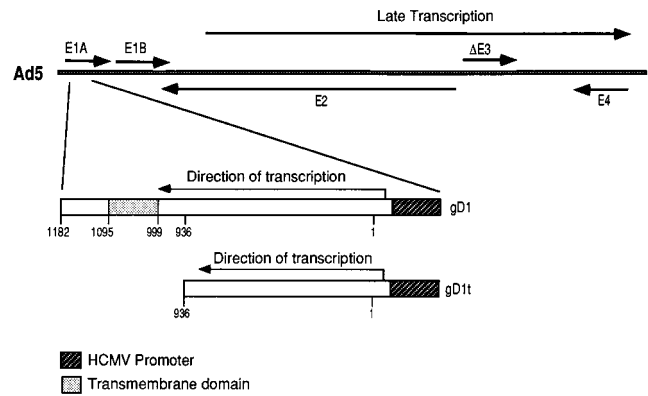 Late Transcription
E1A E1B ΔE3
Ad5
E2 E4
Direction of transcription
gD1
1182 1095 999 936 1
Direction of transcription
gD1t
936 1
HCMV Promoter
Transmembrane domain